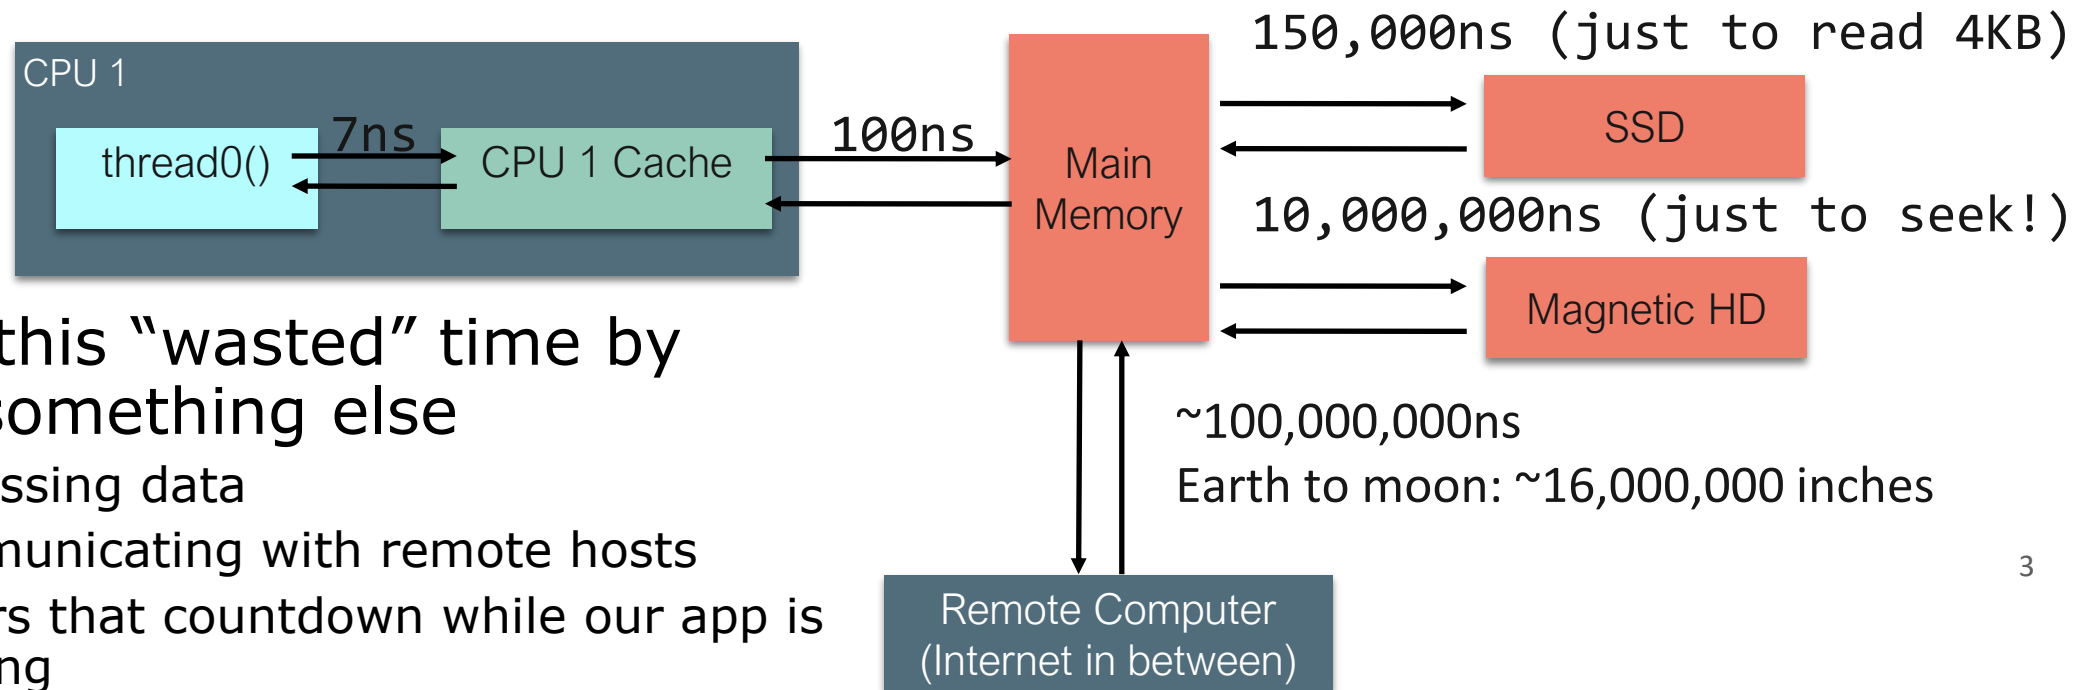 150,000ns (just to read 4KB)
CPU 1
thread0()
7ns
CPU 1 Cache
100ns
Main
Memory
SSD
10,000,000ns (just to seek!)
Magnetic HD
this “wasted” time by
something else
ssing data
municating with remote hosts
rs that countdown while our app is
ng
~100,000,000ns
Earth to moon: ~16,000,000 inches
Remote Computer
(Internet in between)
3